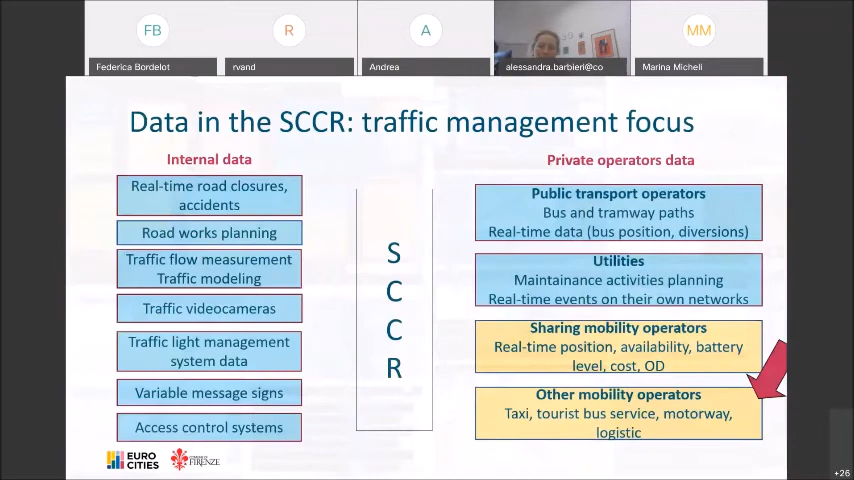 FB
R
A
MM
Federica Bordelot
rvand
Andrea
alessandra.barbieri@co
Marina Micheli
Data in the SCCR: traffic management focus
Internal data
Real-time road closures,
accidents
Road works planning
Traffic flow measurement
Traffic modeling
Traffic videocameras
Traffic light management
system data
Variable message signs
Access control systems
S
C
C
R
Private operators data
Public transport operators
Bus and tramway paths
Real-time data (bus position, diversions)
Utilities
Maintainance activities planning
Real-time events on their own networks
Sharing mobility operators
Real-time position, availability, battery
level, cost, OD
Other mobility operators
Taxi, tourist bus service, motorway,
logistic
EURO
CITIES
FIRENZE
+26